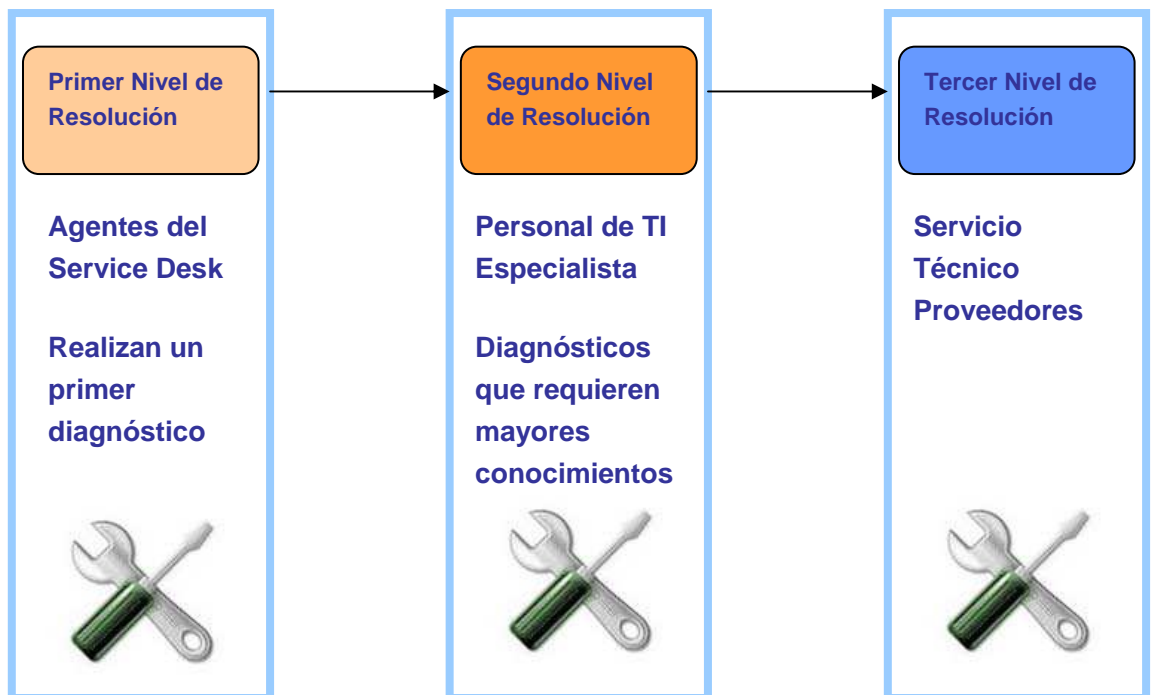 Primer Nivel de
Resolución
Agentes del
Service Desk
Realizan un
primer
diagnóstico
Segundo Nivel
de Resolución
Personal de TI
Especialista
Diagnósticos
que requieren
mayores
conocimientos
Tercer Nivel de
Resolución
Servicio
Técnico
Proveedores